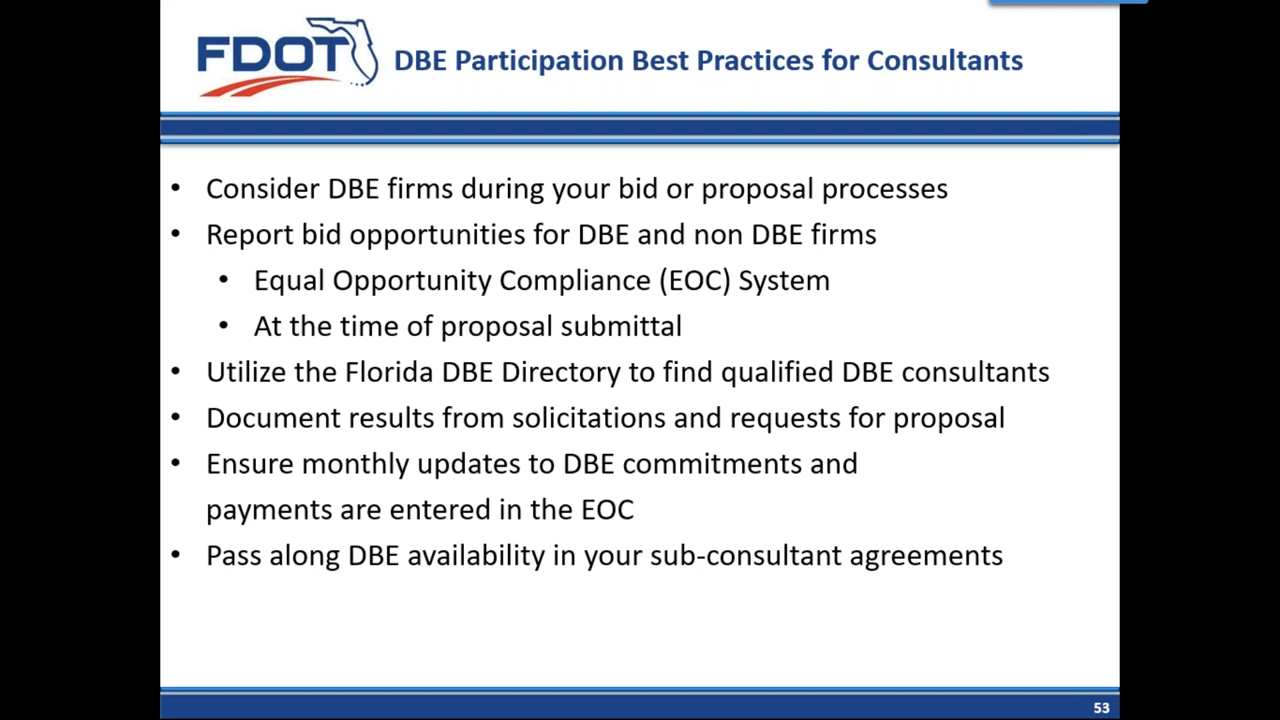 FDOT
DBE Participation Best Practices for Consultants
• Consider DBE firms during your bid or proposal processes
• Report bid opportunities for DBE and non DBE firms
• Equal Opportunity Compliance (EOC) System
• At the time of proposal submittal
• Utilize the Florida DBE Directory to find qualified DBE consultants
• Document results from solicitations and requests for proposal
• Ensure monthly updates to DBE commitments and
payments are entered in the EOC
• Pass along DBE availability in your sub-consultant agreements
53